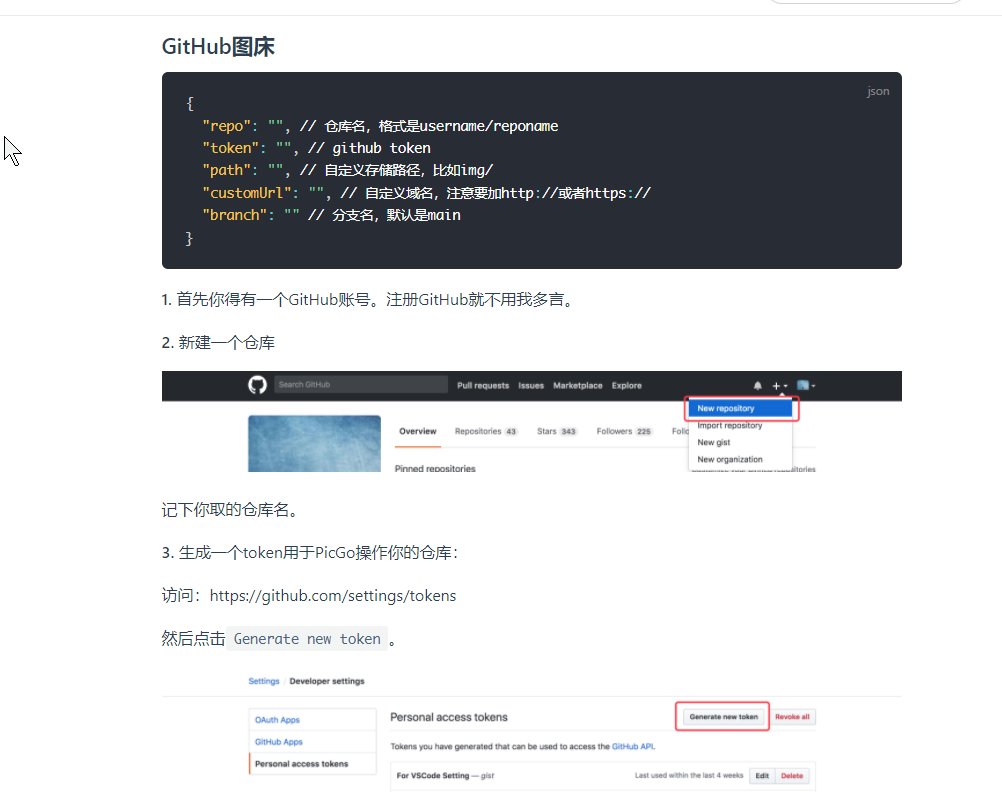 GitHub图床
json
{
"repo": "", // 仓库名，格式是username/reponame
"token": "", // github token
"path": "", // 自定义存储路径，比如img/
"customUrl": "", // 自定义域名，注意要加http://或者https://
"branch": "" // 分支名，默认是main
}
1. 首先你得有一个GitHub账号。注册GitHub就不用我多言。
2. 新建一个仓库
Search GitHub Pull requests Issues Marketplace Explore
New repository
Import repository
Overview Repositories 43 Stars 343 Followers 225
New gist
New organization
Pinned repositories
记下你取的仓库名。
3. 生成一个token用于PicGo操作你的仓库：
访问：https://github.com/settings/tokens
然后点击 Generate new token 。
Settings / Developer settings
OAuth Apps
GitHub Apps
Personal access tokens
Personal access tokens Generate new token Revoke all
Tokens you have generated that can be used to access the GitHub API.
For VSCode Setting — gist Last used within the last 4 weeks Edit Delete